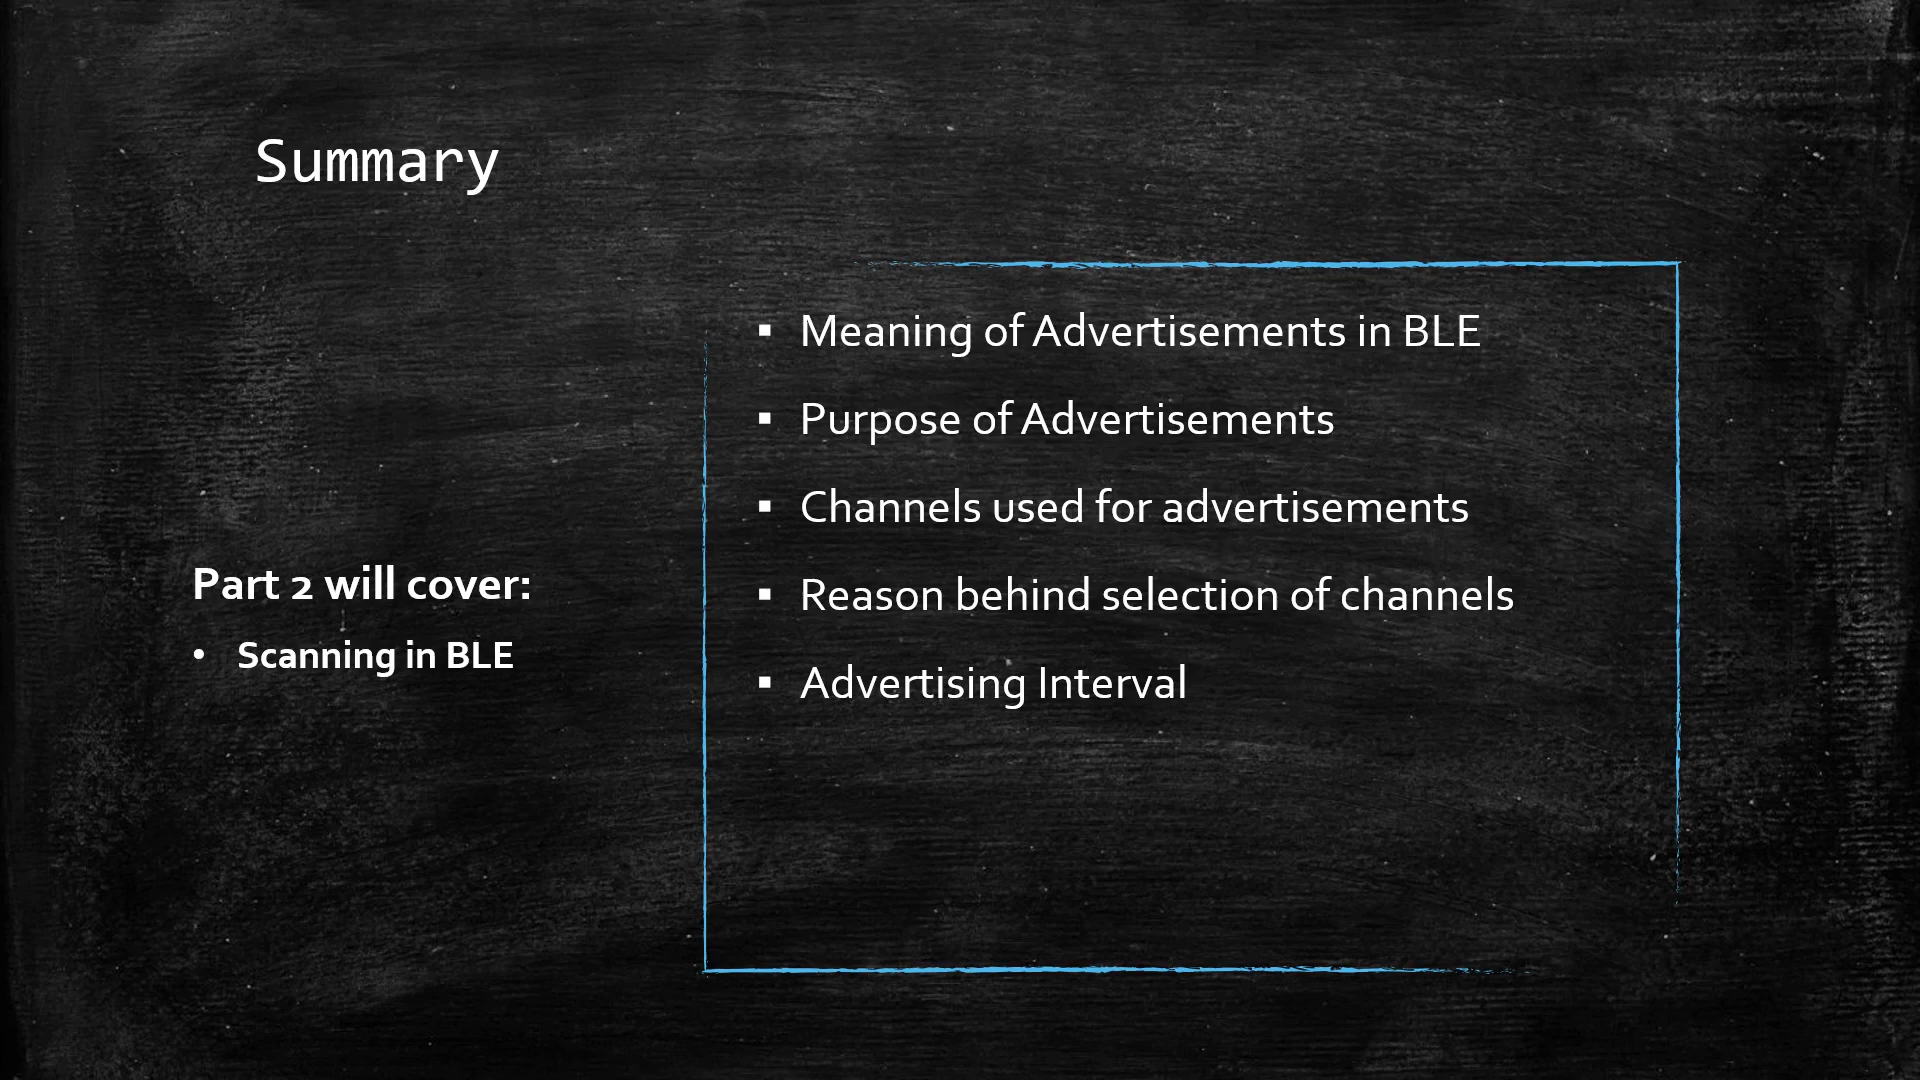 Summary
Part 2 will cover:
• Scanning in BLE
▪ Meaning of Advertisements in BLE
▪ Purpose of Advertisements
▪ Channels used for advertisements
▪ Reason behind selection of channels
▪ Advertising Interval